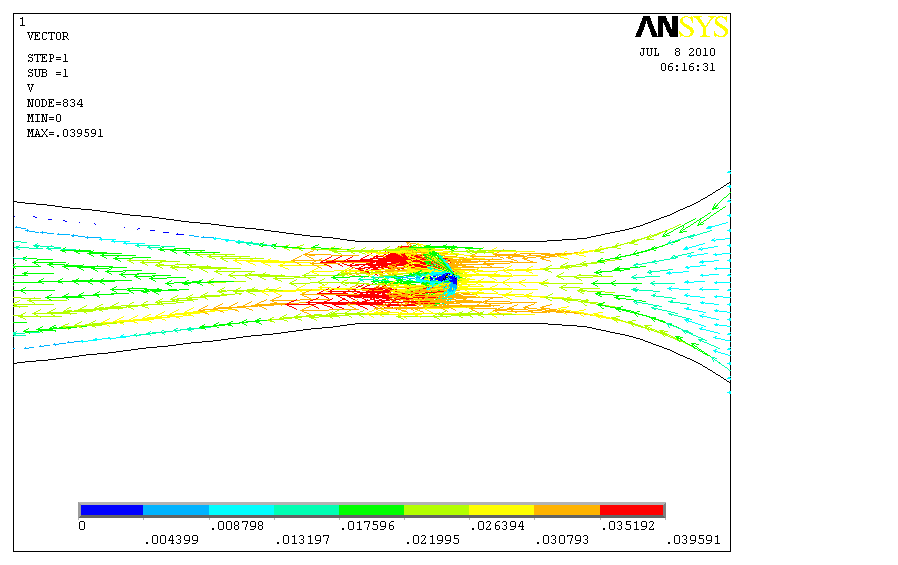 1
ANSYS
VECTOR
JUL  8 2010
06:16:31
STEP=1
SUB =1
V
NODE=834
MIN=0
MAX=.039591
0 .008798 .017596 .026394 .035192
.004399 .013197 .021995 .030793 .039591